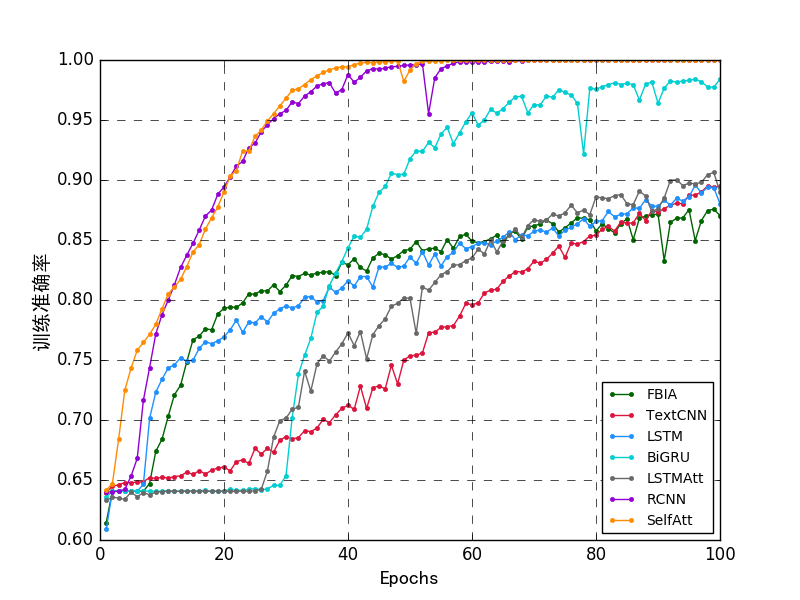 1.00
0.95
0.90
0.85
0.80
0.75
0.70
0.65
0.60
训练准确率
0
20
40
60
80
100
Epochs
FBIA
TextCNN
LSTM
BiGRU
LSTMAtt
RCNN
SelfAtt